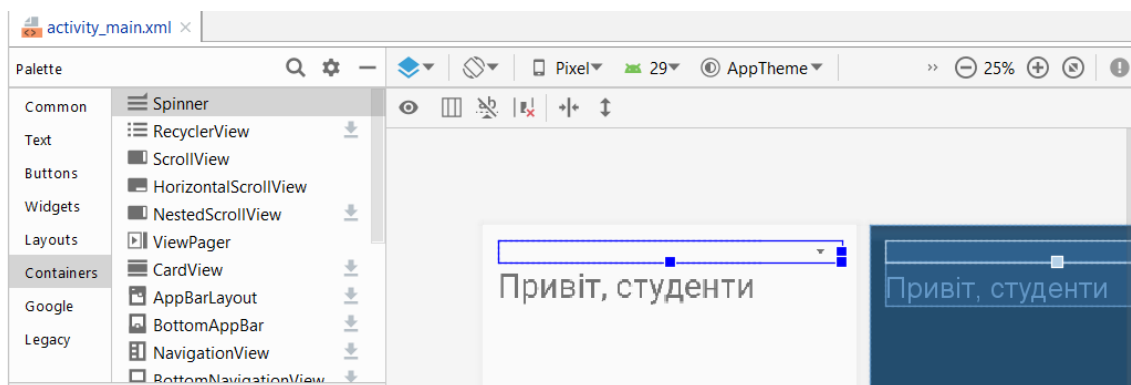 activity_main.xml
Palette
Pixel 29 AppTheme 25%
Common
Text
Buttons
Widgets
Layouts
Containers
Google
Legacy
Spinner
RecyclerView
ScrollView
HorizontalScrollView
NestedScrollView
ViewPager
CardView
AppBarLayout
BottomAppBar
NavigationView
BottomNavigationView
Привіт, студенти
Привіт, студенти